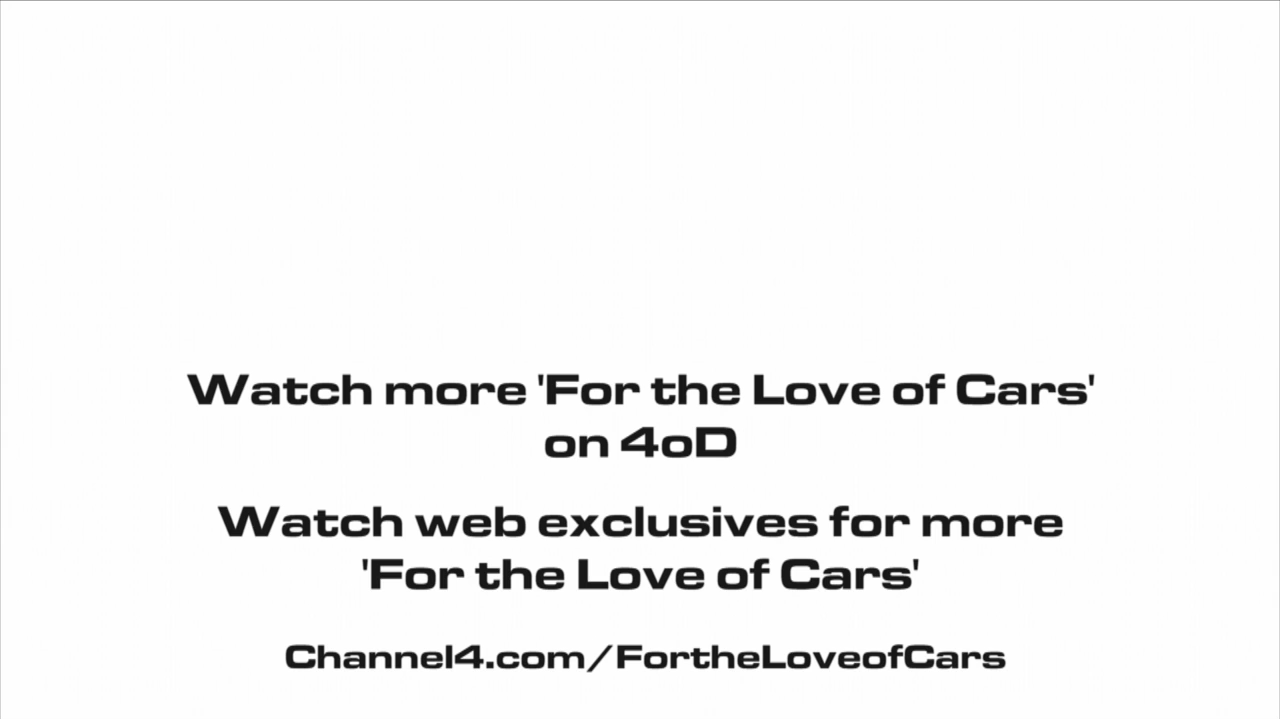 Watch more 'For the Love of Cars'
on 4oD
Watch web exclusives for more
'For the Love of Cars'
Channel4.com/FortheLoveofCars